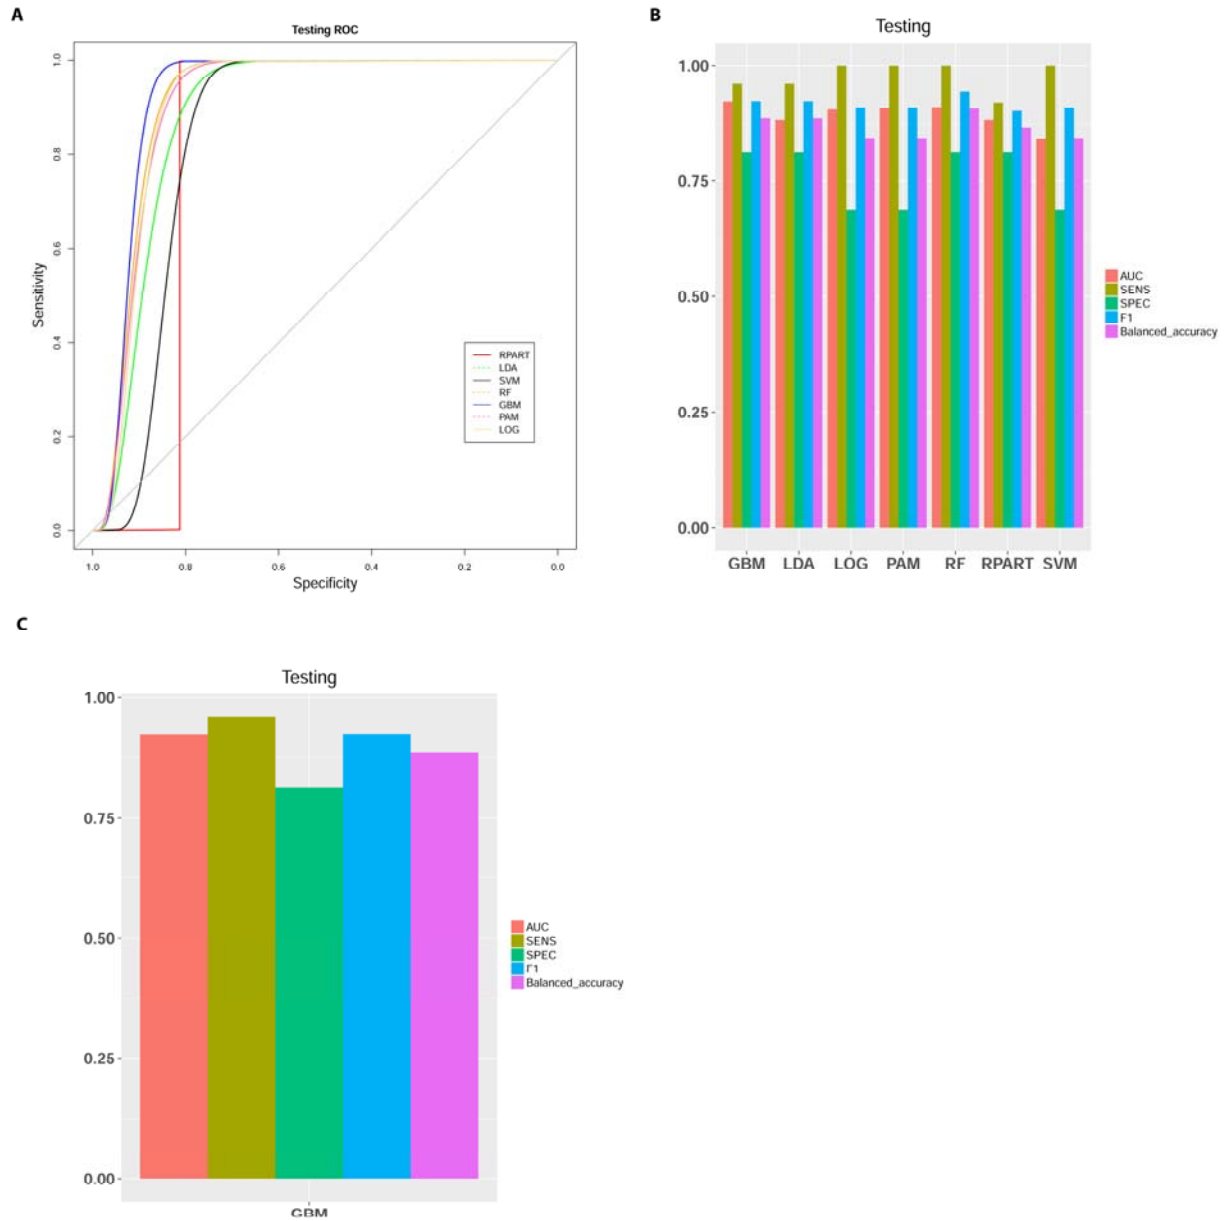 A
Testing ROC
1.0
0.8
0.6
0.4
0.2
0.0
Sensitivity
RPART
LDA
SVM
RF
GBM
PAM
LOG
1.0
0.8
0.6
0.4
0.2
0.0
Specificity
B
Testing
1.00
0.75
0.50
0.25
0.00
GBM
LDA
LOG
PAM
RF
RPART
SVM
AUC
SENS
SPEC
F1
Balanced_accuracy
C
Testing
1.00
0.75
0.50
0.25
0.00
GBM
AUC
SENS
SPEC
F1
Balanced_accuracy